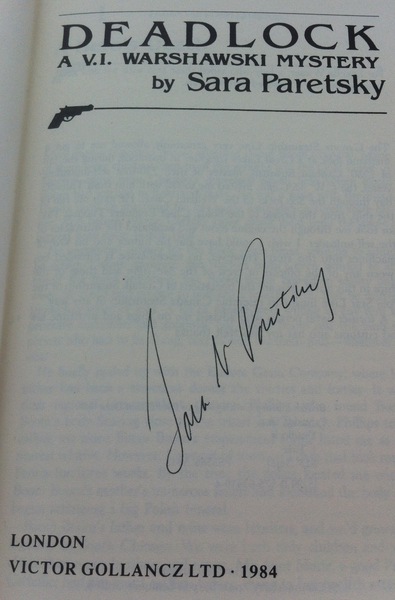 DEADLOCK
A V.I. WARSHAWSKI MYSTERY
by Sara Paretsky
Sara N Paretsky
LONDON
VICTOR GOLLANCZ LTD · 1984